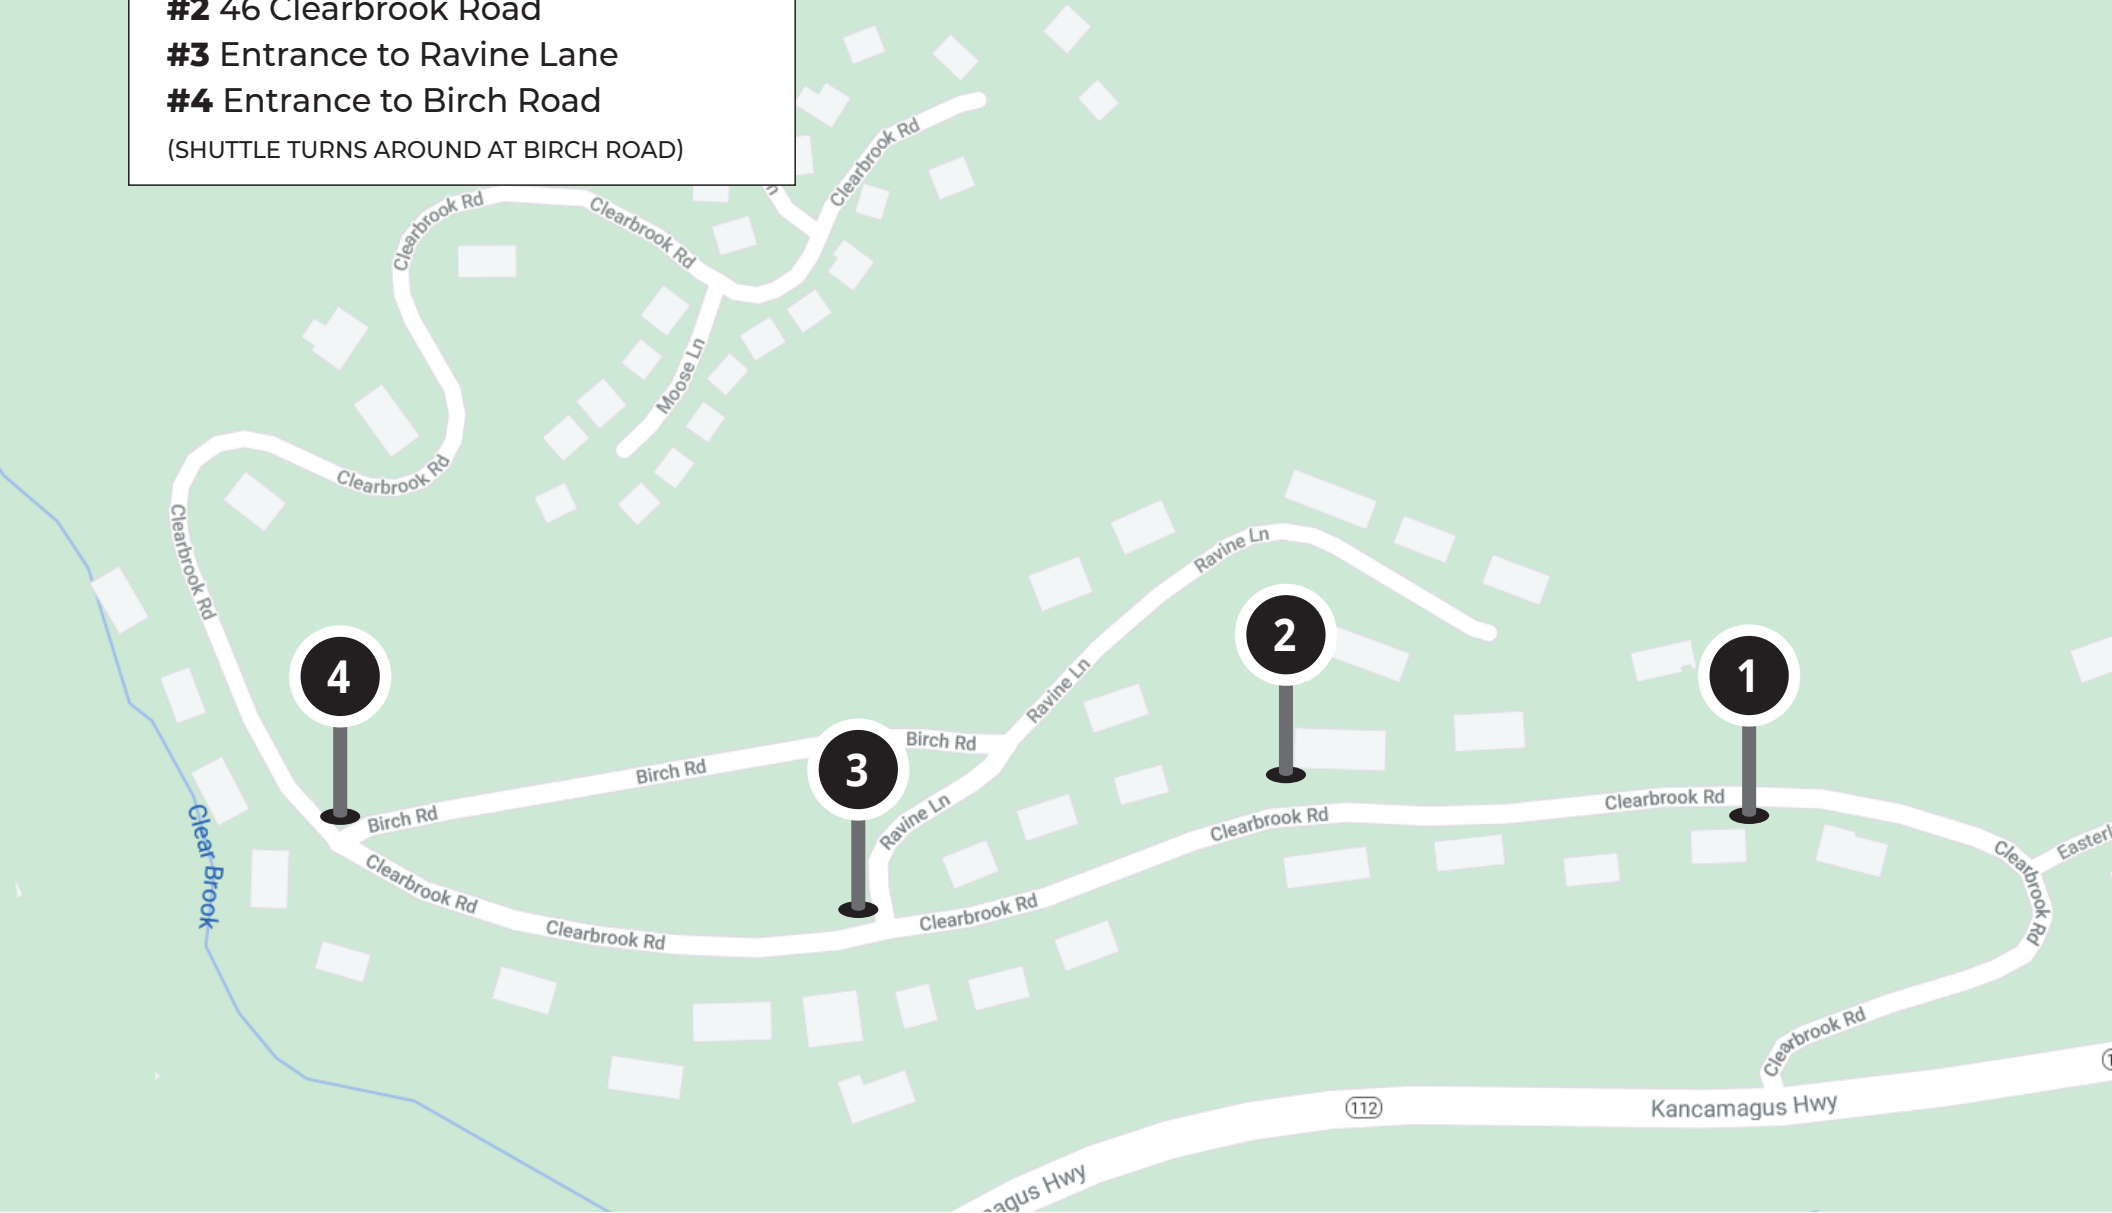 #2 46 Clearbrook Road
#3 Entrance to Ravine Lane
#4 Entrance to Birch Road
(SHUTTLE TURNS AROUND AT BIRCH ROAD)
Clearbrook Rd
Clearbrook Rd
Clearbrook Rd
Moose Ln
Clearbrook Rd
Clearbrook Rd
Ravine Ln
Ravine Ln
2
1
4
3
Birch Rd
Birch Rd
Birch Rd
Ravine Ln
Clearbrook Rd
Clearbrook Rd
Clearbrook Rd
Clear Brook
Clearbrook Rd
Clearbrook Rd
Clearbrook Rd
Clearbrook Rd
112
Kancamagus Hwy
Hwy